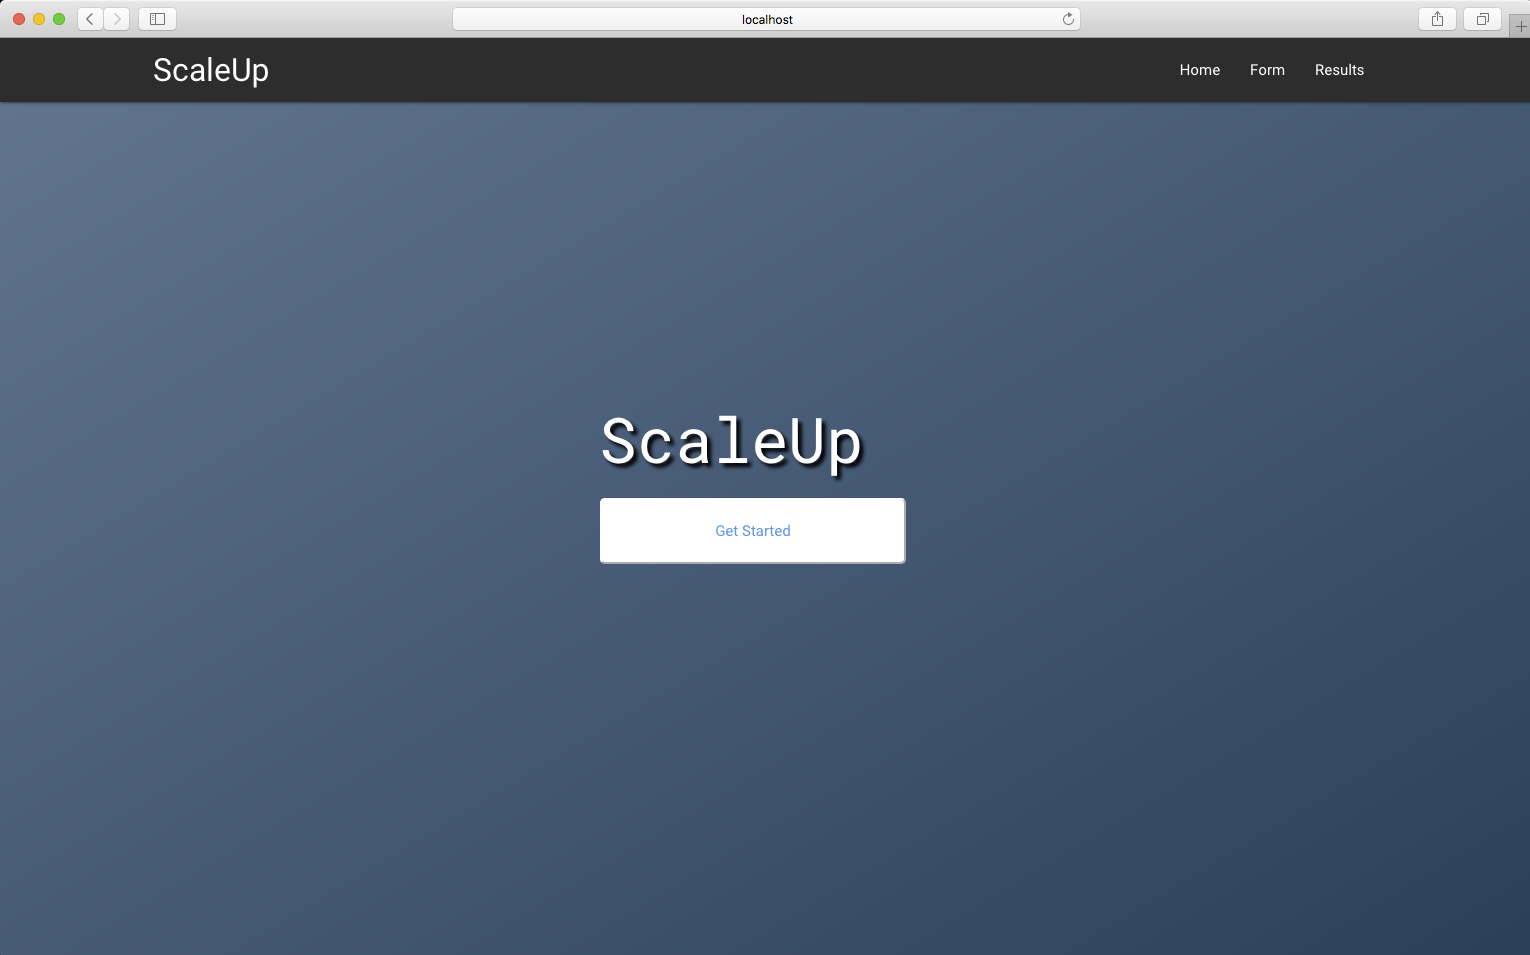 localhost
ScaleUp
Home Form Results
ScaleUp
Get Started